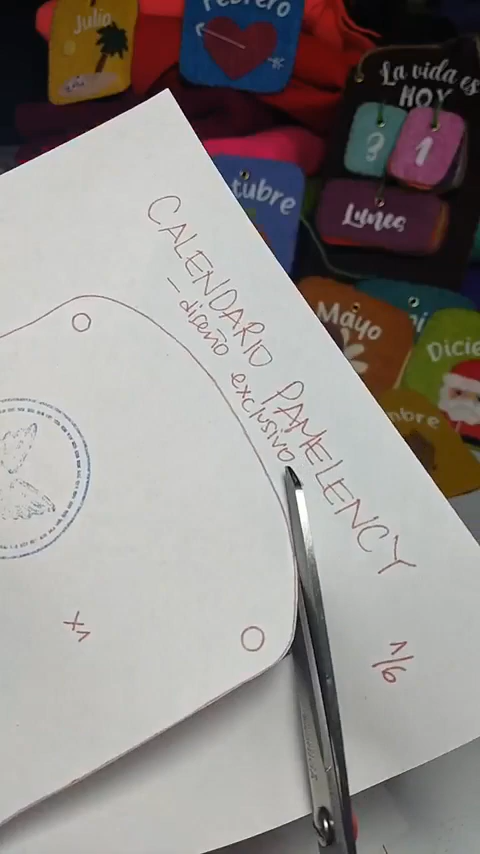 Julio
Febrero
La vida es
HOY
3 1
Lunes
tubre
Mayo
Dicie
mbre
CALENDARIO PAMELENCY
- diseño exclusivo
x1
1/6